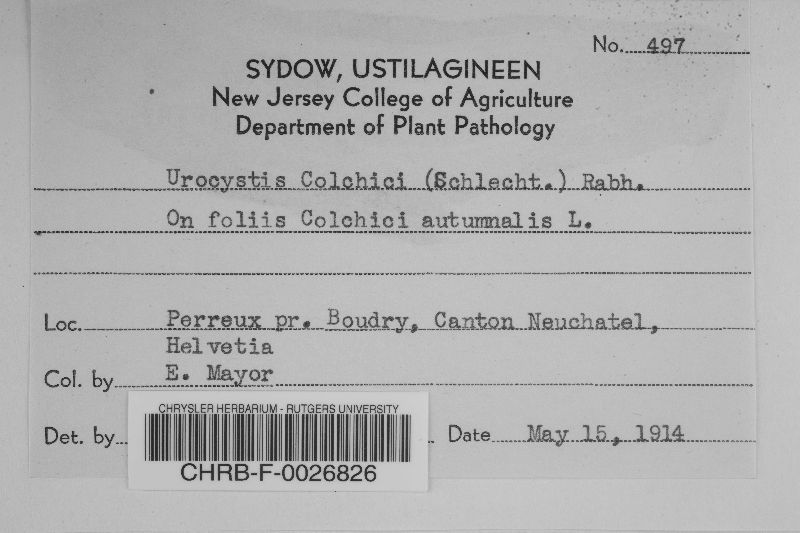 No. 497
SYDOW, USTILAGINEEN
New Jersey College of Agriculture
Department of Plant Pathology
Urocystis Colchici (Schlecht.) Rabh.
On foliis Colchici autumnalis L.
Loc. Perreux pr. Boudry, Canton Neuchatel,
Helvetia
Col. by E. Mayor
Det. by Date May 15, 1914
CHRYSLER HERBARIUM - RUTGERS UNIVERSITY
CHRB-F-0026826